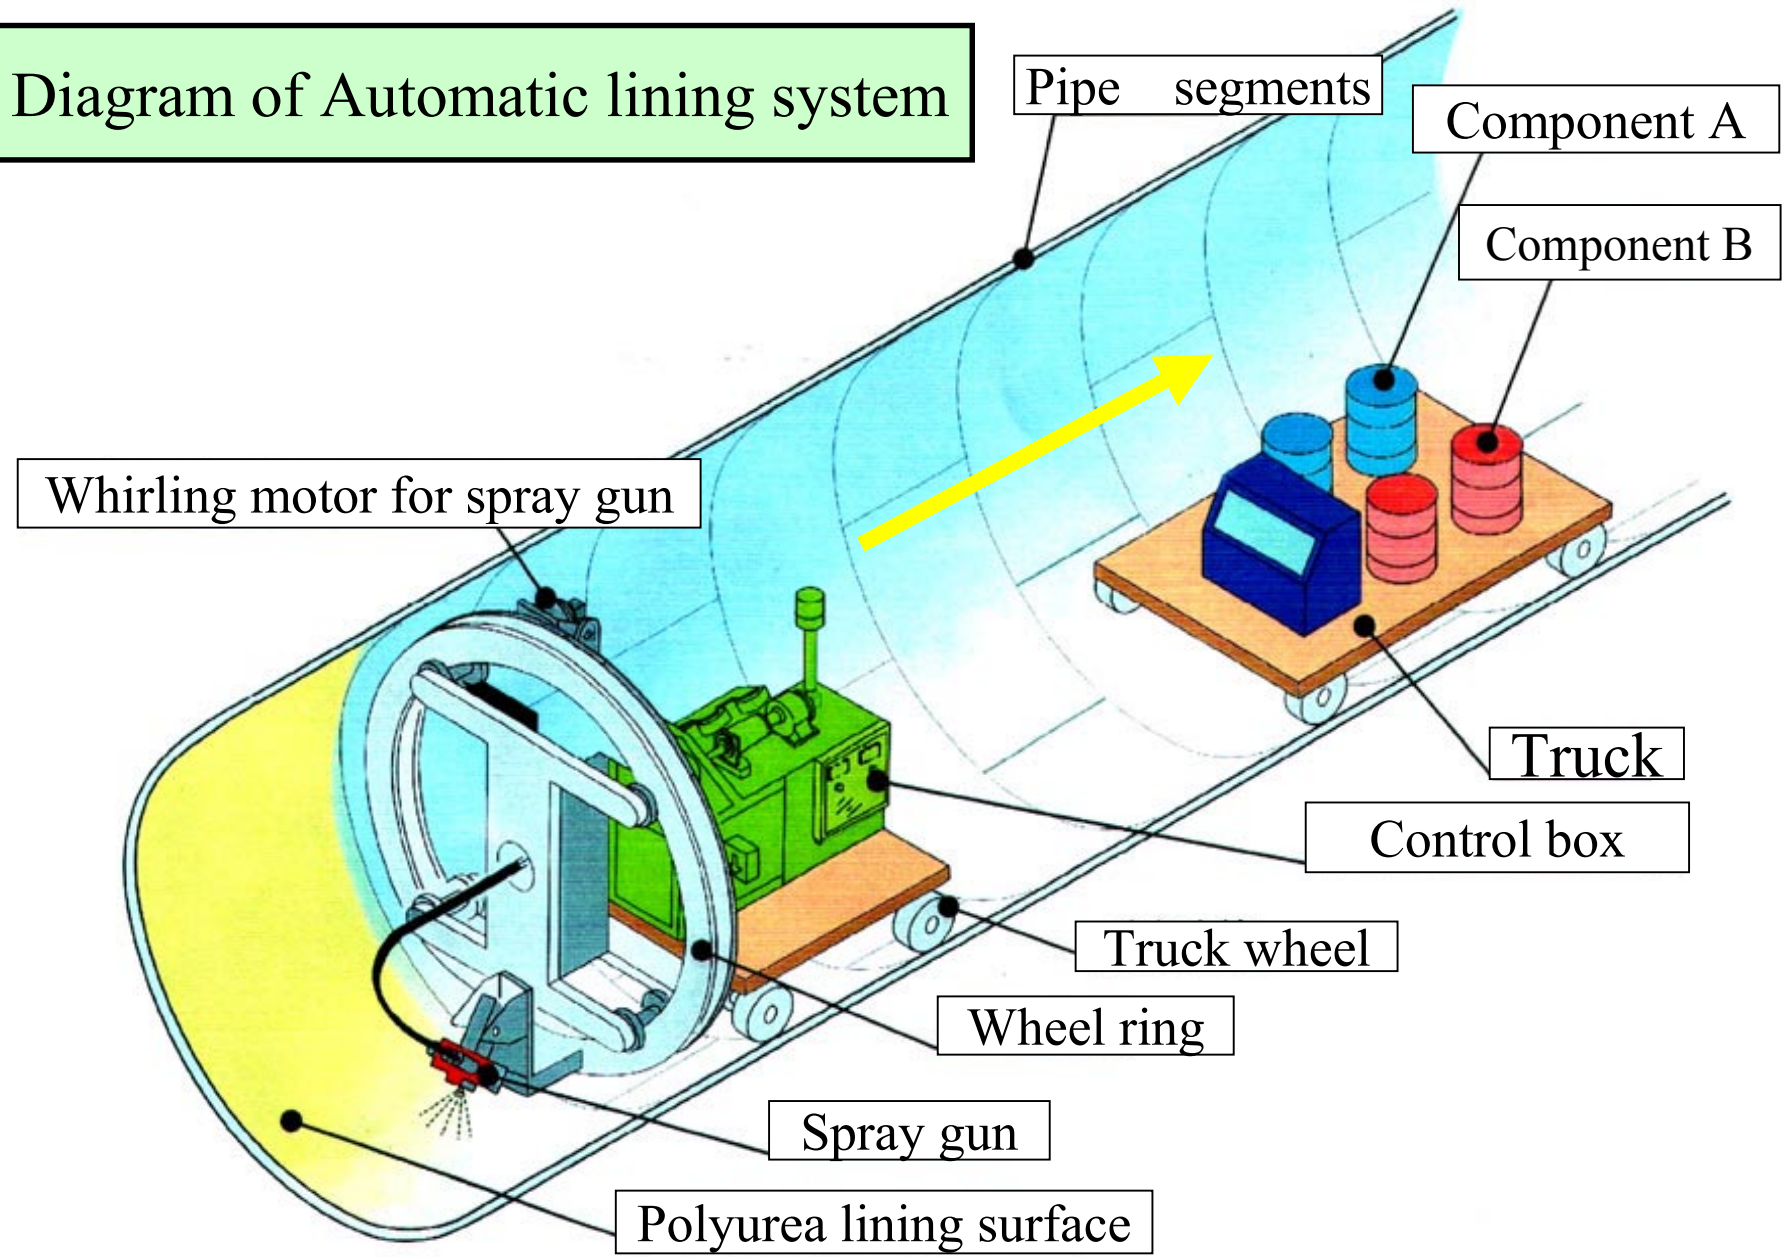 Diagram of Automatic lining system
Pipe segments
Component A
Component B
Whirling motor for spray gun
Truck
Control box
Truck wheel
Wheel ring
Spray gun
Polyurea lining surface